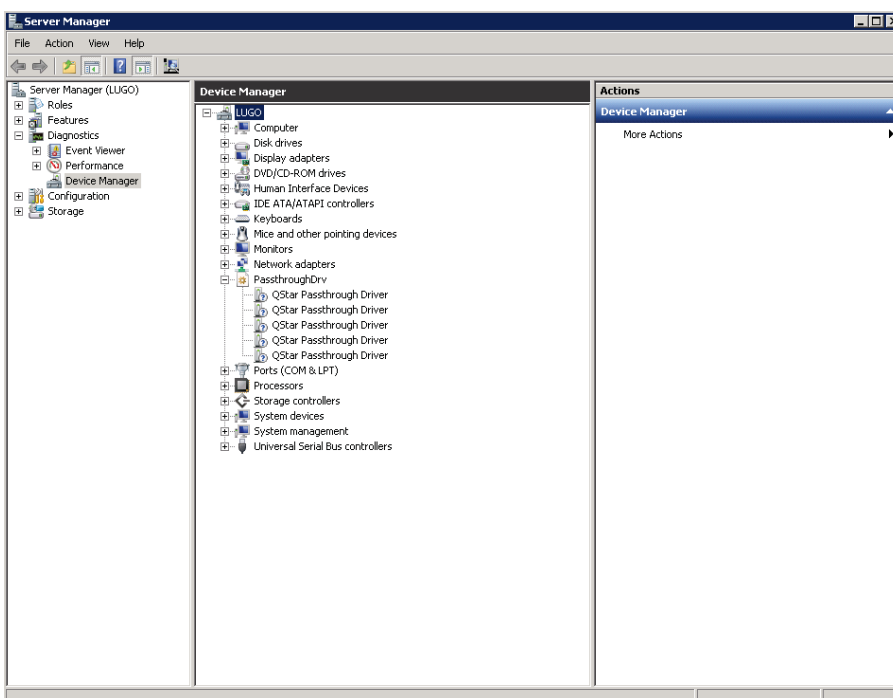 Server Manager
File Action View Help
Server Manager (LUGO)
Roles
Features
Diagnostics
Event Viewer
Performance
Device Manager
Configuration
Storage
Device Manager
LUGO
Computer
Disk drives
Display adapters
DVD/CD-ROM drives
Human Interface Devices
IDE ATA/ATAPI controllers
Keyboards
Mice and other pointing devices
Monitors
Network adapters
PassthroughDrv
QStar Passthrough Driver
QStar Passthrough Driver
QStar Passthrough Driver
QStar Passthrough Driver
QStar Passthrough Driver
Ports (COM & LPT)
Processors
Storage controllers
System devices
System management
Universal Serial Bus controllers
Actions
Device Manager
More Actions